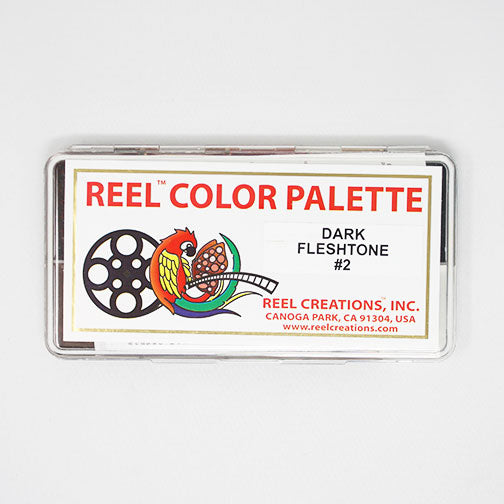 REEL™ COLOR PALETTE
DARK
FLESHTONE
#2
REEL CREATIONS, INC.
CANOGA PARK, CA 91304, USA
www.reelcreations.com